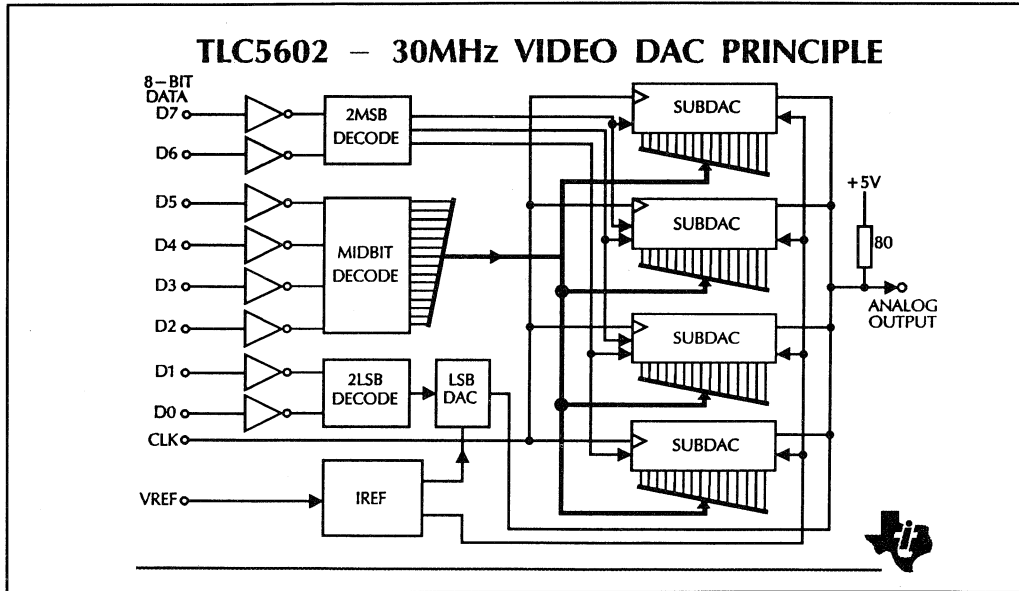 TLC5602 – 30MHz VIDEO DAC PRINCIPLE
8–BIT
DATA
D7
D6
D5
D4
D3
D2
D1
D0
CLK
VREF
2MSB
DECODE
MIDBIT
DECODE
2LSB
DECODE
LSB
DAC
IREF
SUBDAC
SUBDAC
SUBDAC
SUBDAC
+5V
80
ANALOG
OUTPUT